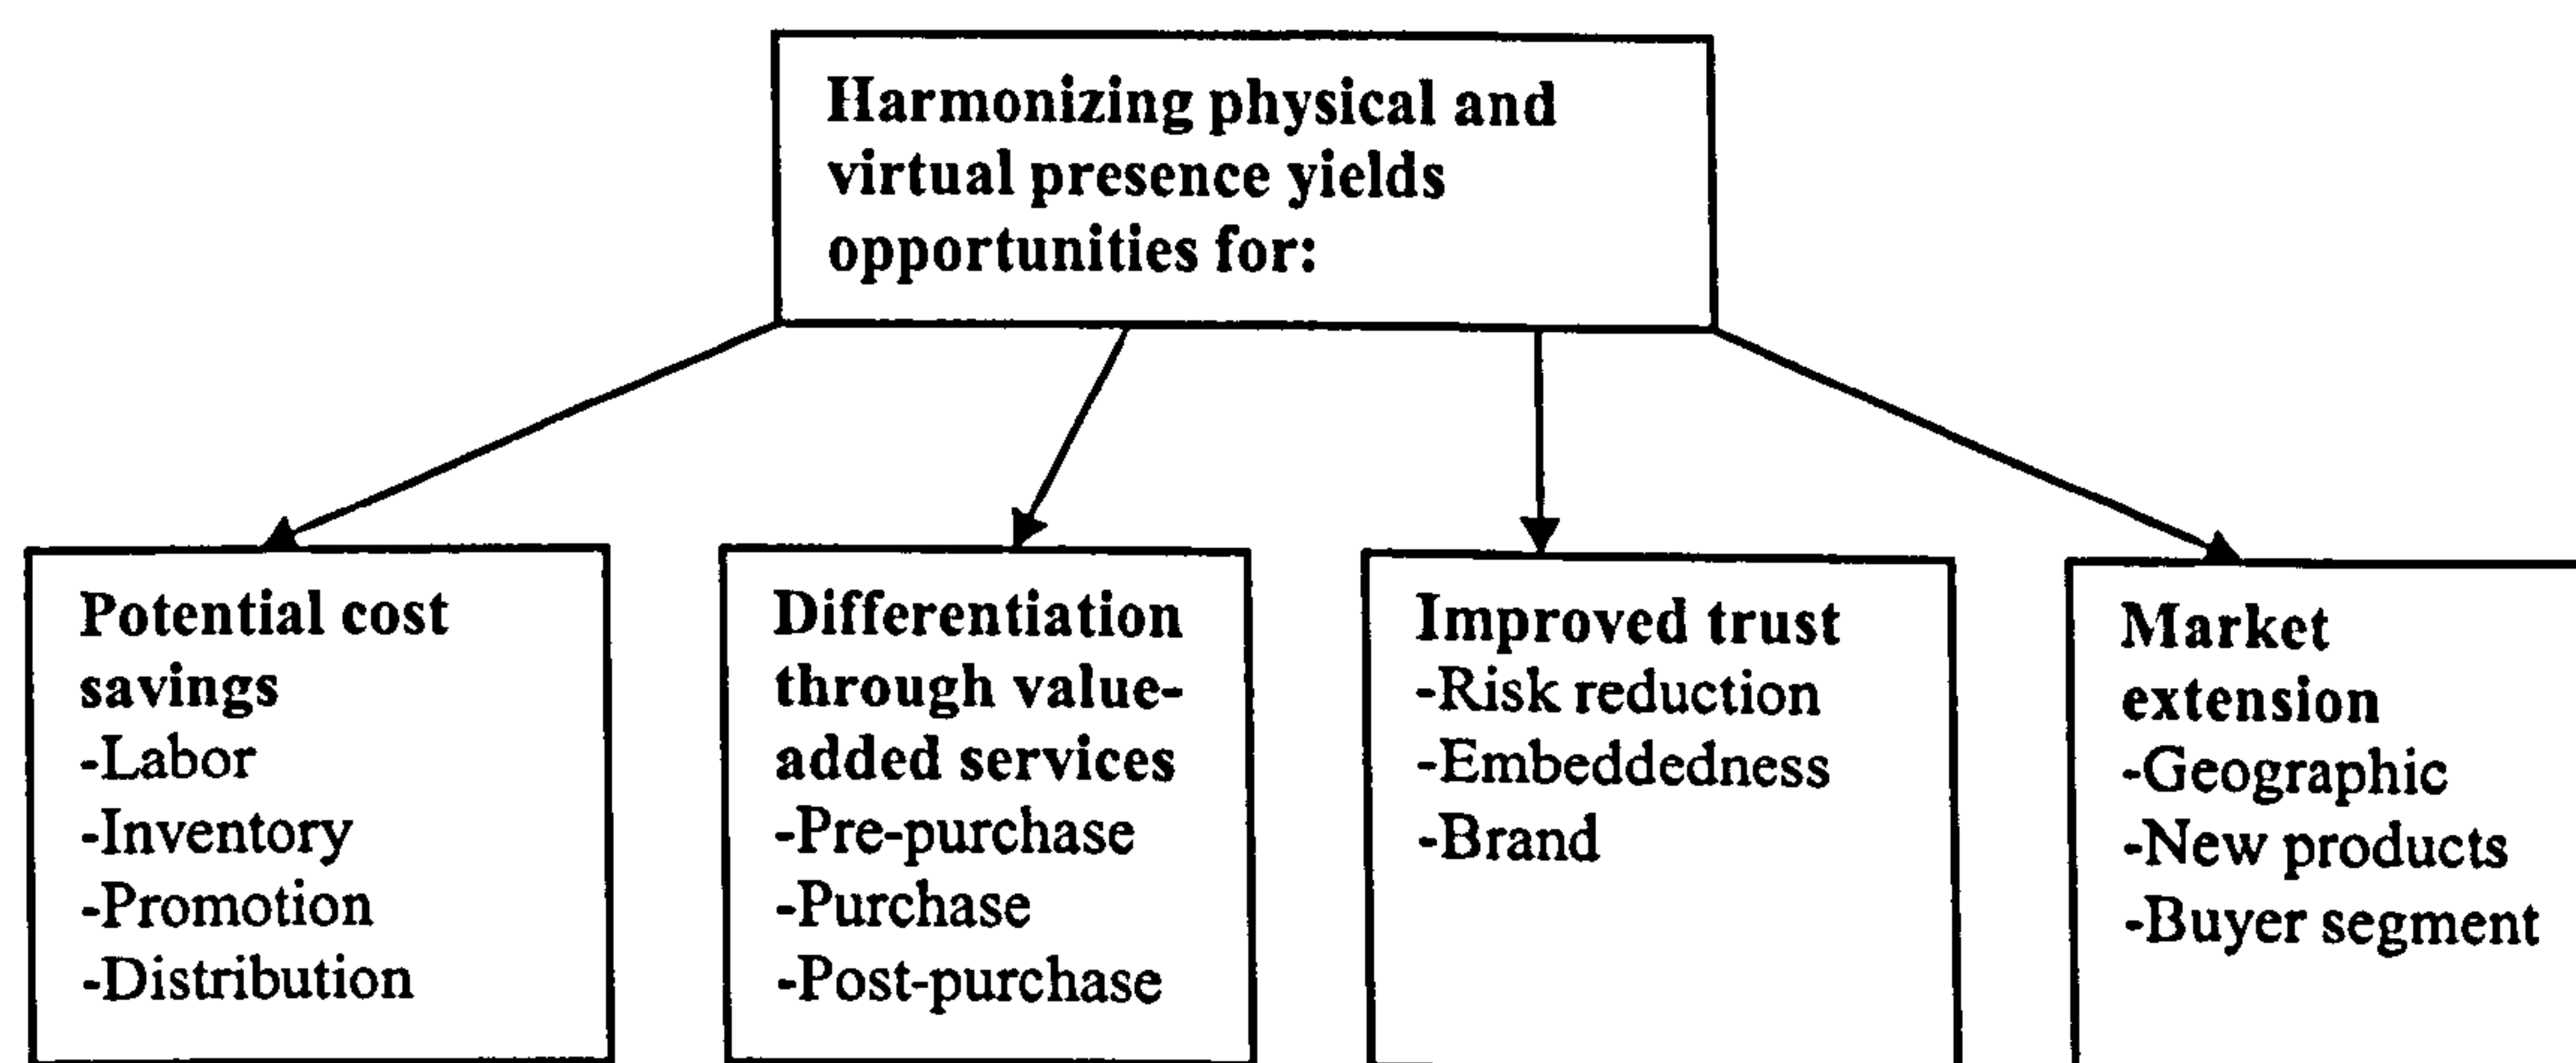 Harmonizing physical and
virtual presence yields
opportunities for:
Potential cost
savings
-Labor
-Inventory
-Promotion
-Distribution
Differentiation
through value-
added services
-Pre-purchase
-Purchase
-Post-purchase
Improved trust
-Risk reduction
-Embeddedness
-Brand
Market
extension
-Geographic
-New products
-Buyer segment